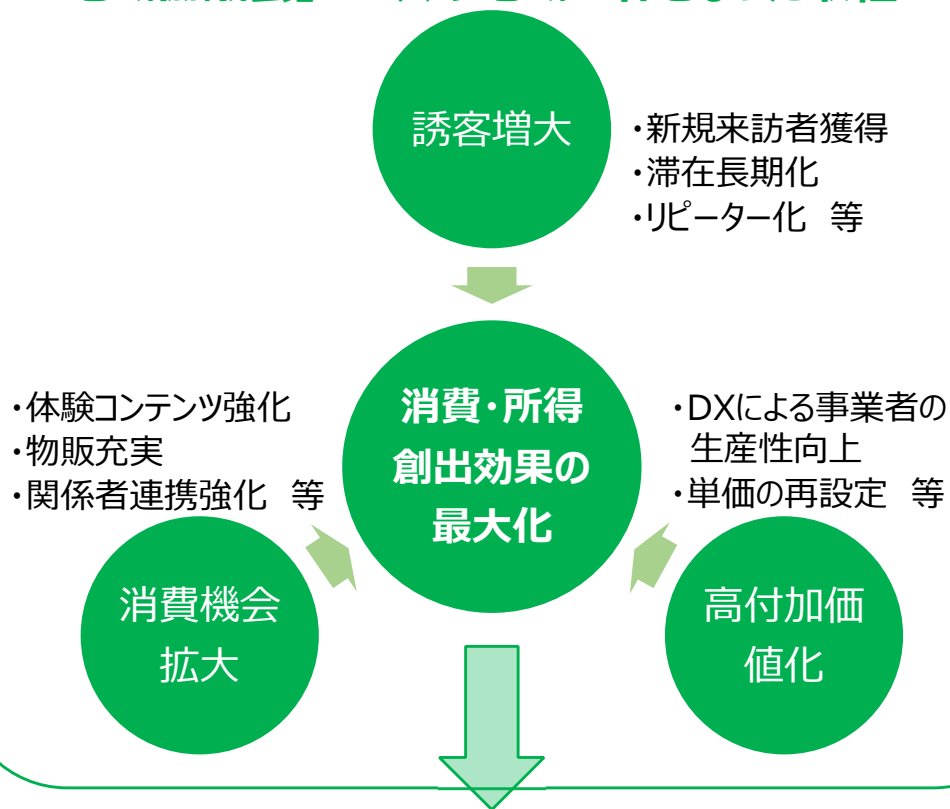 誘客増大
・新規来訪者獲得
・滞在長期化
・リピーター化　等
消費・所得
創出効果の
最大化
・体験コンテンツ強化
・物販充実
・関係者連携強化　等
・DXによる事業者の
生産性向上
・単価の再設定　等
消費機会
拡大
高付加価
値化